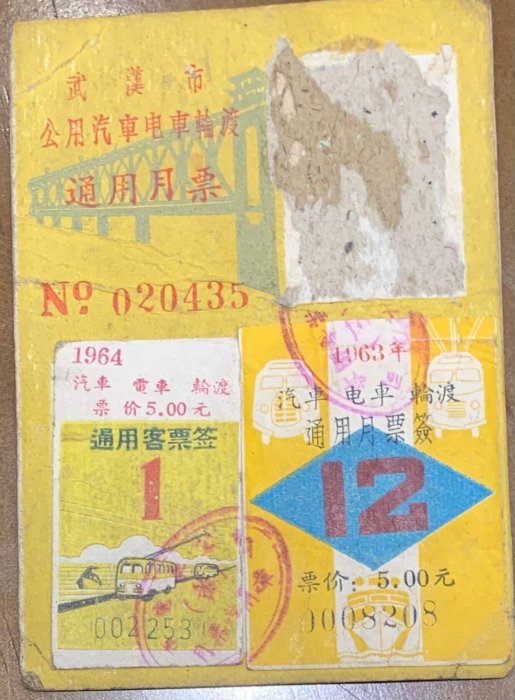 武漢市
公用汽車电車輪渡
通用月票
Nº 020435
1964
汽車 電車 輪渡
票价5.00元
通用客票签
1
002253
1963年
汽車 电車 輪渡
通用月票簽
12
票价：5.00元
0008208